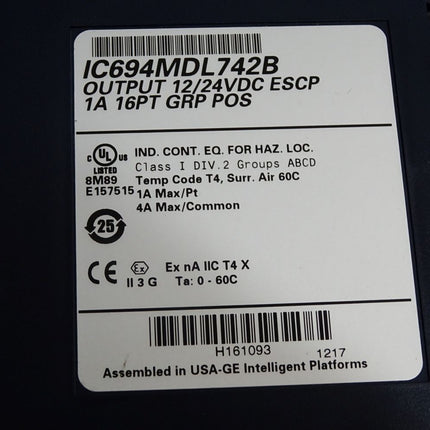 IC694MDL742B
OUTPUT 12/24VDC ESCP
1A 16PT GRP POS
C UL US
LISTED
8M89
E157515
IND. CONT. EQ. FOR HAZ. LOC.
Class I DIV.2 Groups ABCD
Temp Code T4, Surr. Air 60C
1A Max/Pt
4A Max/Common
25
CE
Ex
II 3 G
Ex nA IIC T4 X
Ta: 0 - 60C
H161093
1217
Assembled in USA-GE Intelligent Platforms